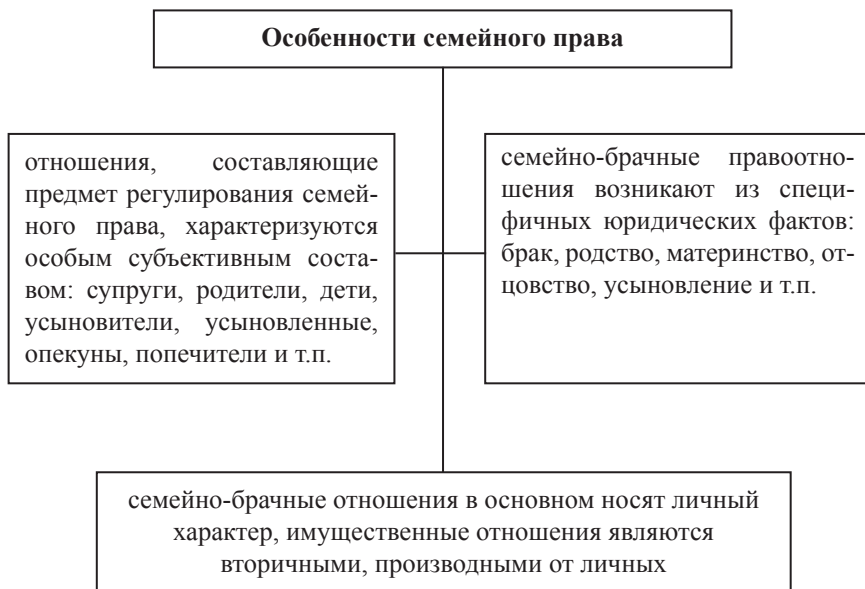 Особенности семейного права
отношения, составляющие
предмет регулирования семей-
ного права, характеризуются
особым субъективным соста-
вом: супруги, родители, дети,
усыновители, усыновленные,
опекуны, попечители и т.п.
семейно-брачные правоотно-
шения возникают из специ-
фичных юридических фактов:
брак, родство, материнство, от-
цовство, усыновление и т.п.
семейно-брачные отношения в основном носят личный
характер, имущественные отношения являются
вторичными, производными от личных